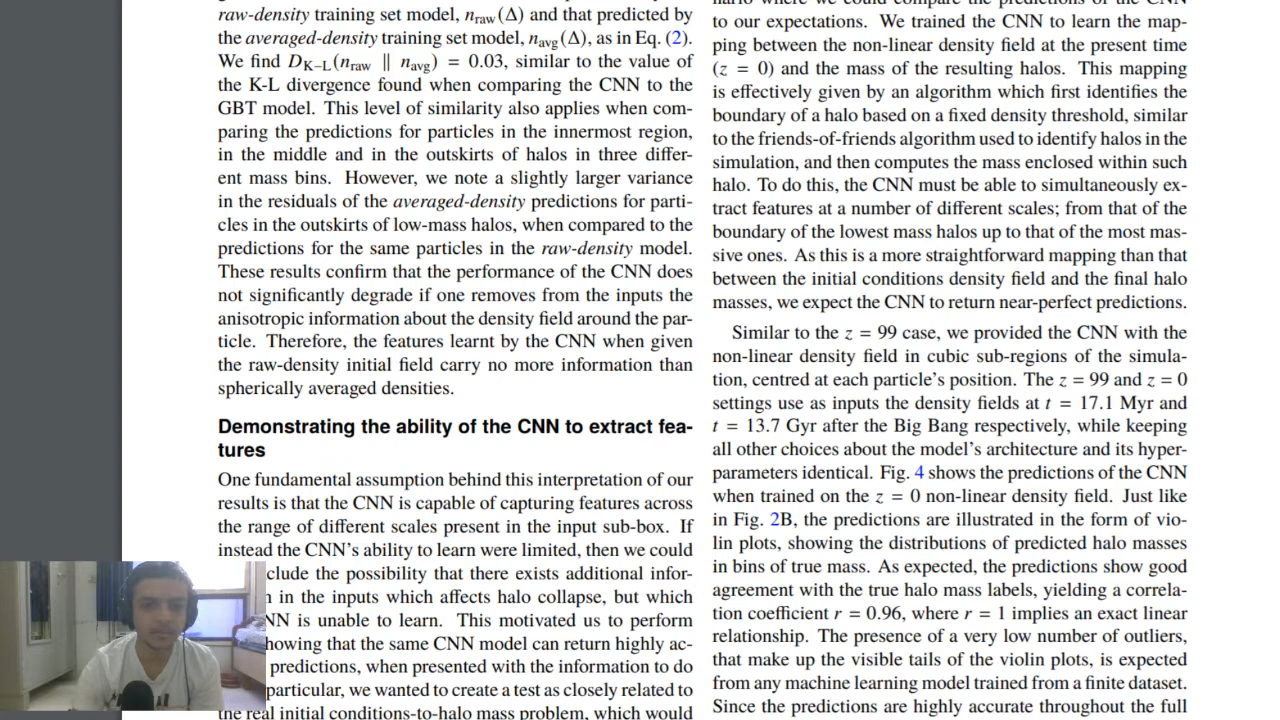 raw-density training set model, nraw(Δ) and that predicted by
the averaged-density training set model, navg(Δ), as in Eq. (2).
We find DK−L(nraw ∥ navg) = 0.03, similar to the value of
the K-L divergence found when comparing the CNN to the
GBT model. This level of similarity also applies when com-
paring the predictions for particles in the innermost region,
in the middle and in the outskirts of halos in three differ-
ent mass bins. However, we note a slightly larger variance
in the residuals of the averaged-density predictions for parti-
cles in the outskirts of low-mass halos, when compared to the
predictions for the same particles in the raw-density model.
These results confirm that the performance of the CNN does
not significantly degrade if one removes from the inputs the
anisotropic information about the density field around the par-
ticle. Therefore, the features learnt by the CNN when given
the raw-density initial field carry no more information than
spherically averaged densities.
Demonstrating the ability of the CNN to extract fea-
tures
One fundamental assumption behind this interpretation of our
results is that the CNN is capable of capturing features across
the range of different scales present in the input sub-box. If
instead the CNN's ability to learn were limited, then we could
clude the possibility that there exists additional infor-
in the inputs which affects halo collapse, but which
NN is unable to learn. This motivated us to perform
howing that the same CNN model can return highly ac-
predictions, when presented with the information to do
particular, we wanted to create a test as closely related to
the real initial conditions-to-halo mass problem, which would
nario where we could compare the predictions of the CNN
to our expectations. We trained the CNN to learn the map-
ping between the non-linear density field at the present time
(z = 0) and the mass of the resulting halos. This mapping
is effectively given by an algorithm which first identifies the
boundary of a halo based on a fixed density threshold, similar
to the friends-of-friends algorithm used to identify halos in the
simulation, and then computes the mass enclosed within such
halo. To do this, the CNN must be able to simultaneously ex-
tract features at a number of different scales; from that of the
boundary of the lowest mass halos up to that of the most mas-
sive ones. As this is a more straightforward mapping than that
between the initial conditions density field and the final halo
masses, we expect the CNN to return near-perfect predictions.
Similar to the z = 99 case, we provided the CNN with the
non-linear density field in cubic sub-regions of the simula-
tion, centred at each particle's position. The z = 99 and z = 0
settings use as inputs the density fields at t = 17.1 Myr and
t = 13.7 Gyr after the Big Bang respectively, while keeping
all other choices about the model's architecture and its hyper-
parameters identical. Fig. 4 shows the predictions of the CNN
when trained on the z = 0 non-linear density field. Just like
in Fig. 2B, the predictions are illustrated in the form of vio-
lin plots, showing the distributions of predicted halo masses
in bins of true mass. As expected, the predictions show good
agreement with the true halo mass labels, yielding a correla-
tion coefficient r = 0.96, where r = 1 implies an exact linear
relationship. The presence of a very low number of outliers,
that make up the visible tails of the violin plots, is expected
from any machine learning model trained from a finite dataset.
Since the predictions are highly accurate throughout the full